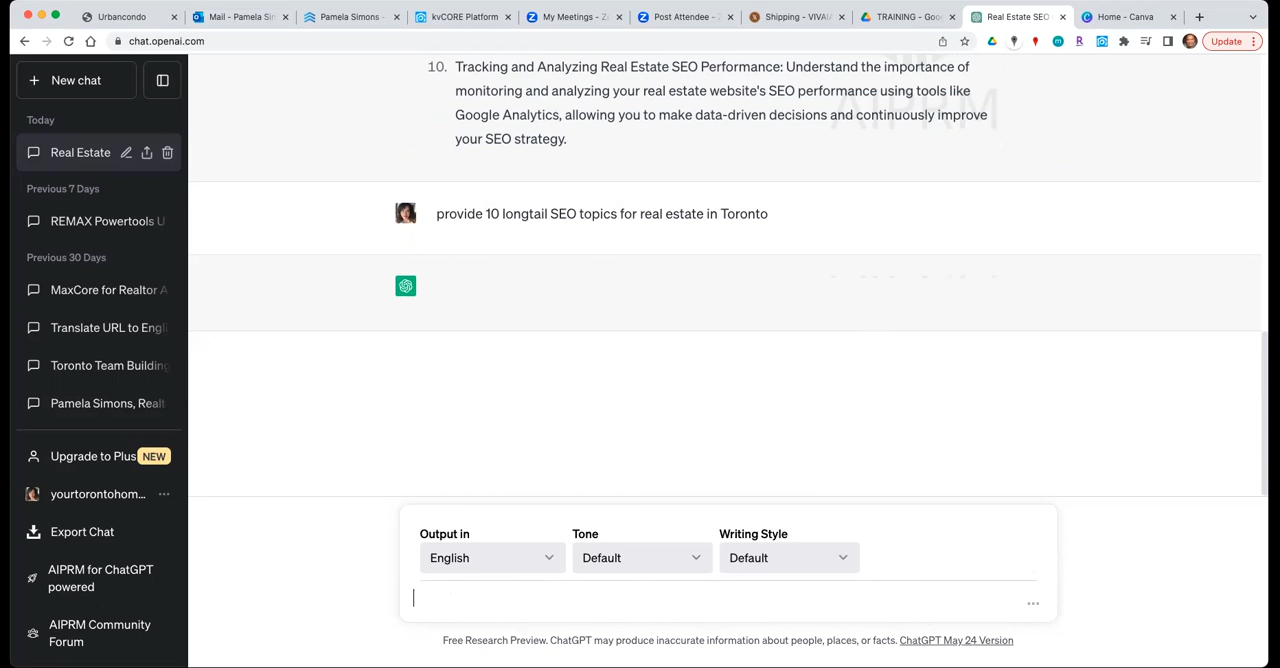 Urbancondo
Mail - Pamela Sim
Pamela Simons -
kvCORE Platform
My Meetings - Z
Post Attendee - Z
Shipping - VIVAI
TRAINING - Goo
Real Estate SEO
Home - Canva
chat.openai.com
Update
New chat
Today
Real Estate
Previous 7 Days
REMAX Powertools U
Previous 30 Days
MaxCore for Realtor A
Translate URL to Engli
Toronto Team Building
Pamela Simons, Realt
Upgrade to Plus NEW
yourtorontohom...
Export Chat
AIPRM for ChatGPT
powered
AIPRM Community
Forum
10. Tracking and Analyzing Real Estate SEO Performance: Understand the importance of
monitoring and analyzing your real estate website's SEO performance using tools like
Google Analytics, allowing you to make data-driven decisions and continuously improve
your SEO strategy.
AIPRM
provide 10 longtail SEO topics for real estate in Toronto
Output in
Tone
Writing Style
English
Default
Default
Free Research Preview. ChatGPT may produce inaccurate information about people, places, or facts. ChatGPT May 24 Version